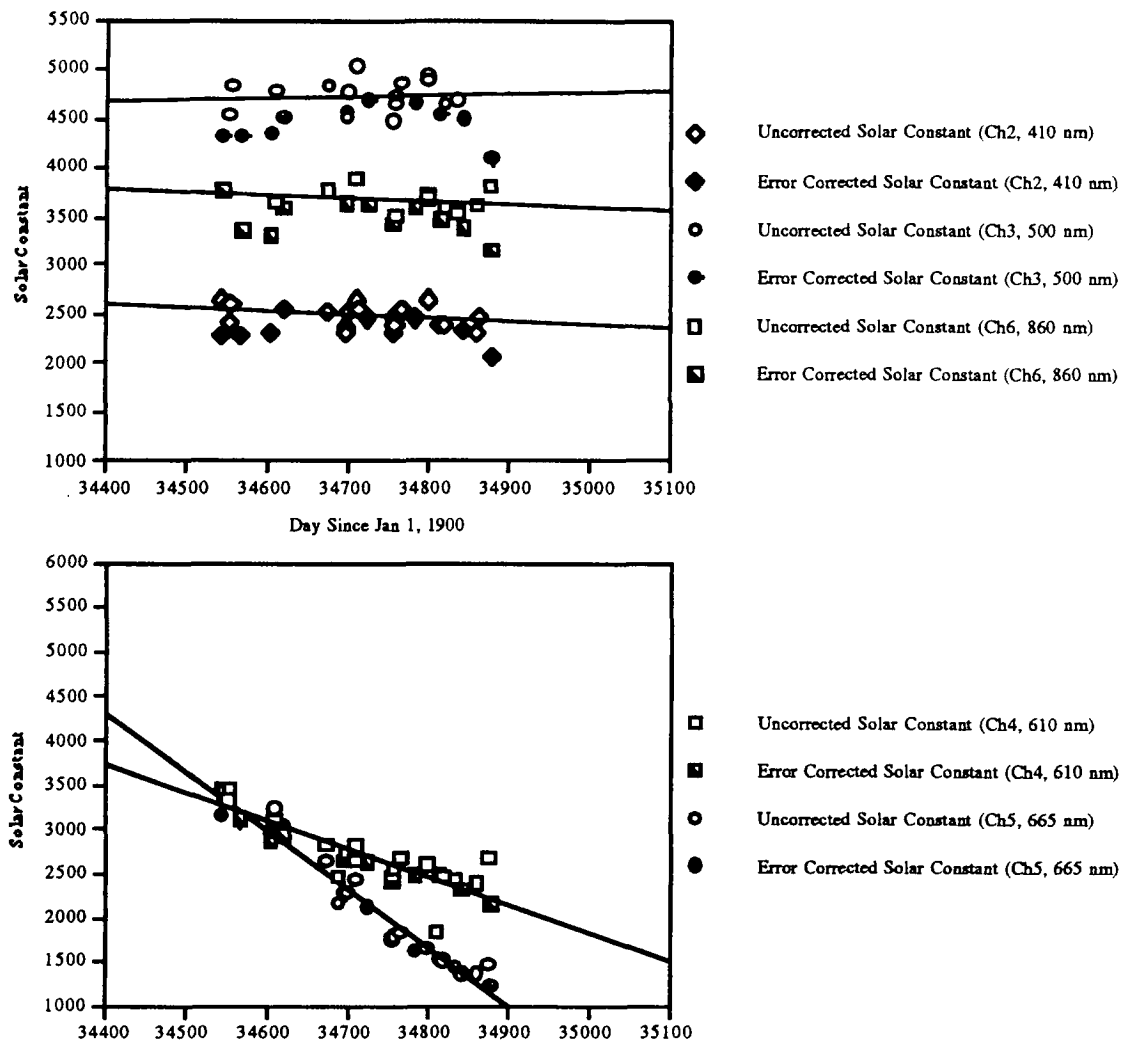 5500
5000
4500
4000
3500
3000
2500
2000
1500
1000
Solar Constant
34400 34500 34600 34700 34800 34900 35000 35100
Day Since Jan 1, 1900
Uncorrected Solar Constant (Ch2, 410 nm)
Error Corrected Solar Constant (Ch2, 410 nm)
Uncorrected Solar Constant (Ch3, 500 nm)
Error Corrected Solar Constant (Ch3, 500 nm)
Uncorrected Solar Constant (Ch6, 860 nm)
Error Corrected Solar Constant (Ch6, 860 nm)
6000
5500
5000
4500
4000
3500
3000
2500
2000
1500
1000
Solar Constant
34400 34500 34600 34700 34800 34900 35000 35100
Uncorrected Solar Constant (Ch4, 610 nm)
Error Corrected Solar Constant (Ch4, 610 nm)
Uncorrected Solar Constant (Ch5, 665 nm)
Error Corrected Solar Constant (Ch5, 665 nm)